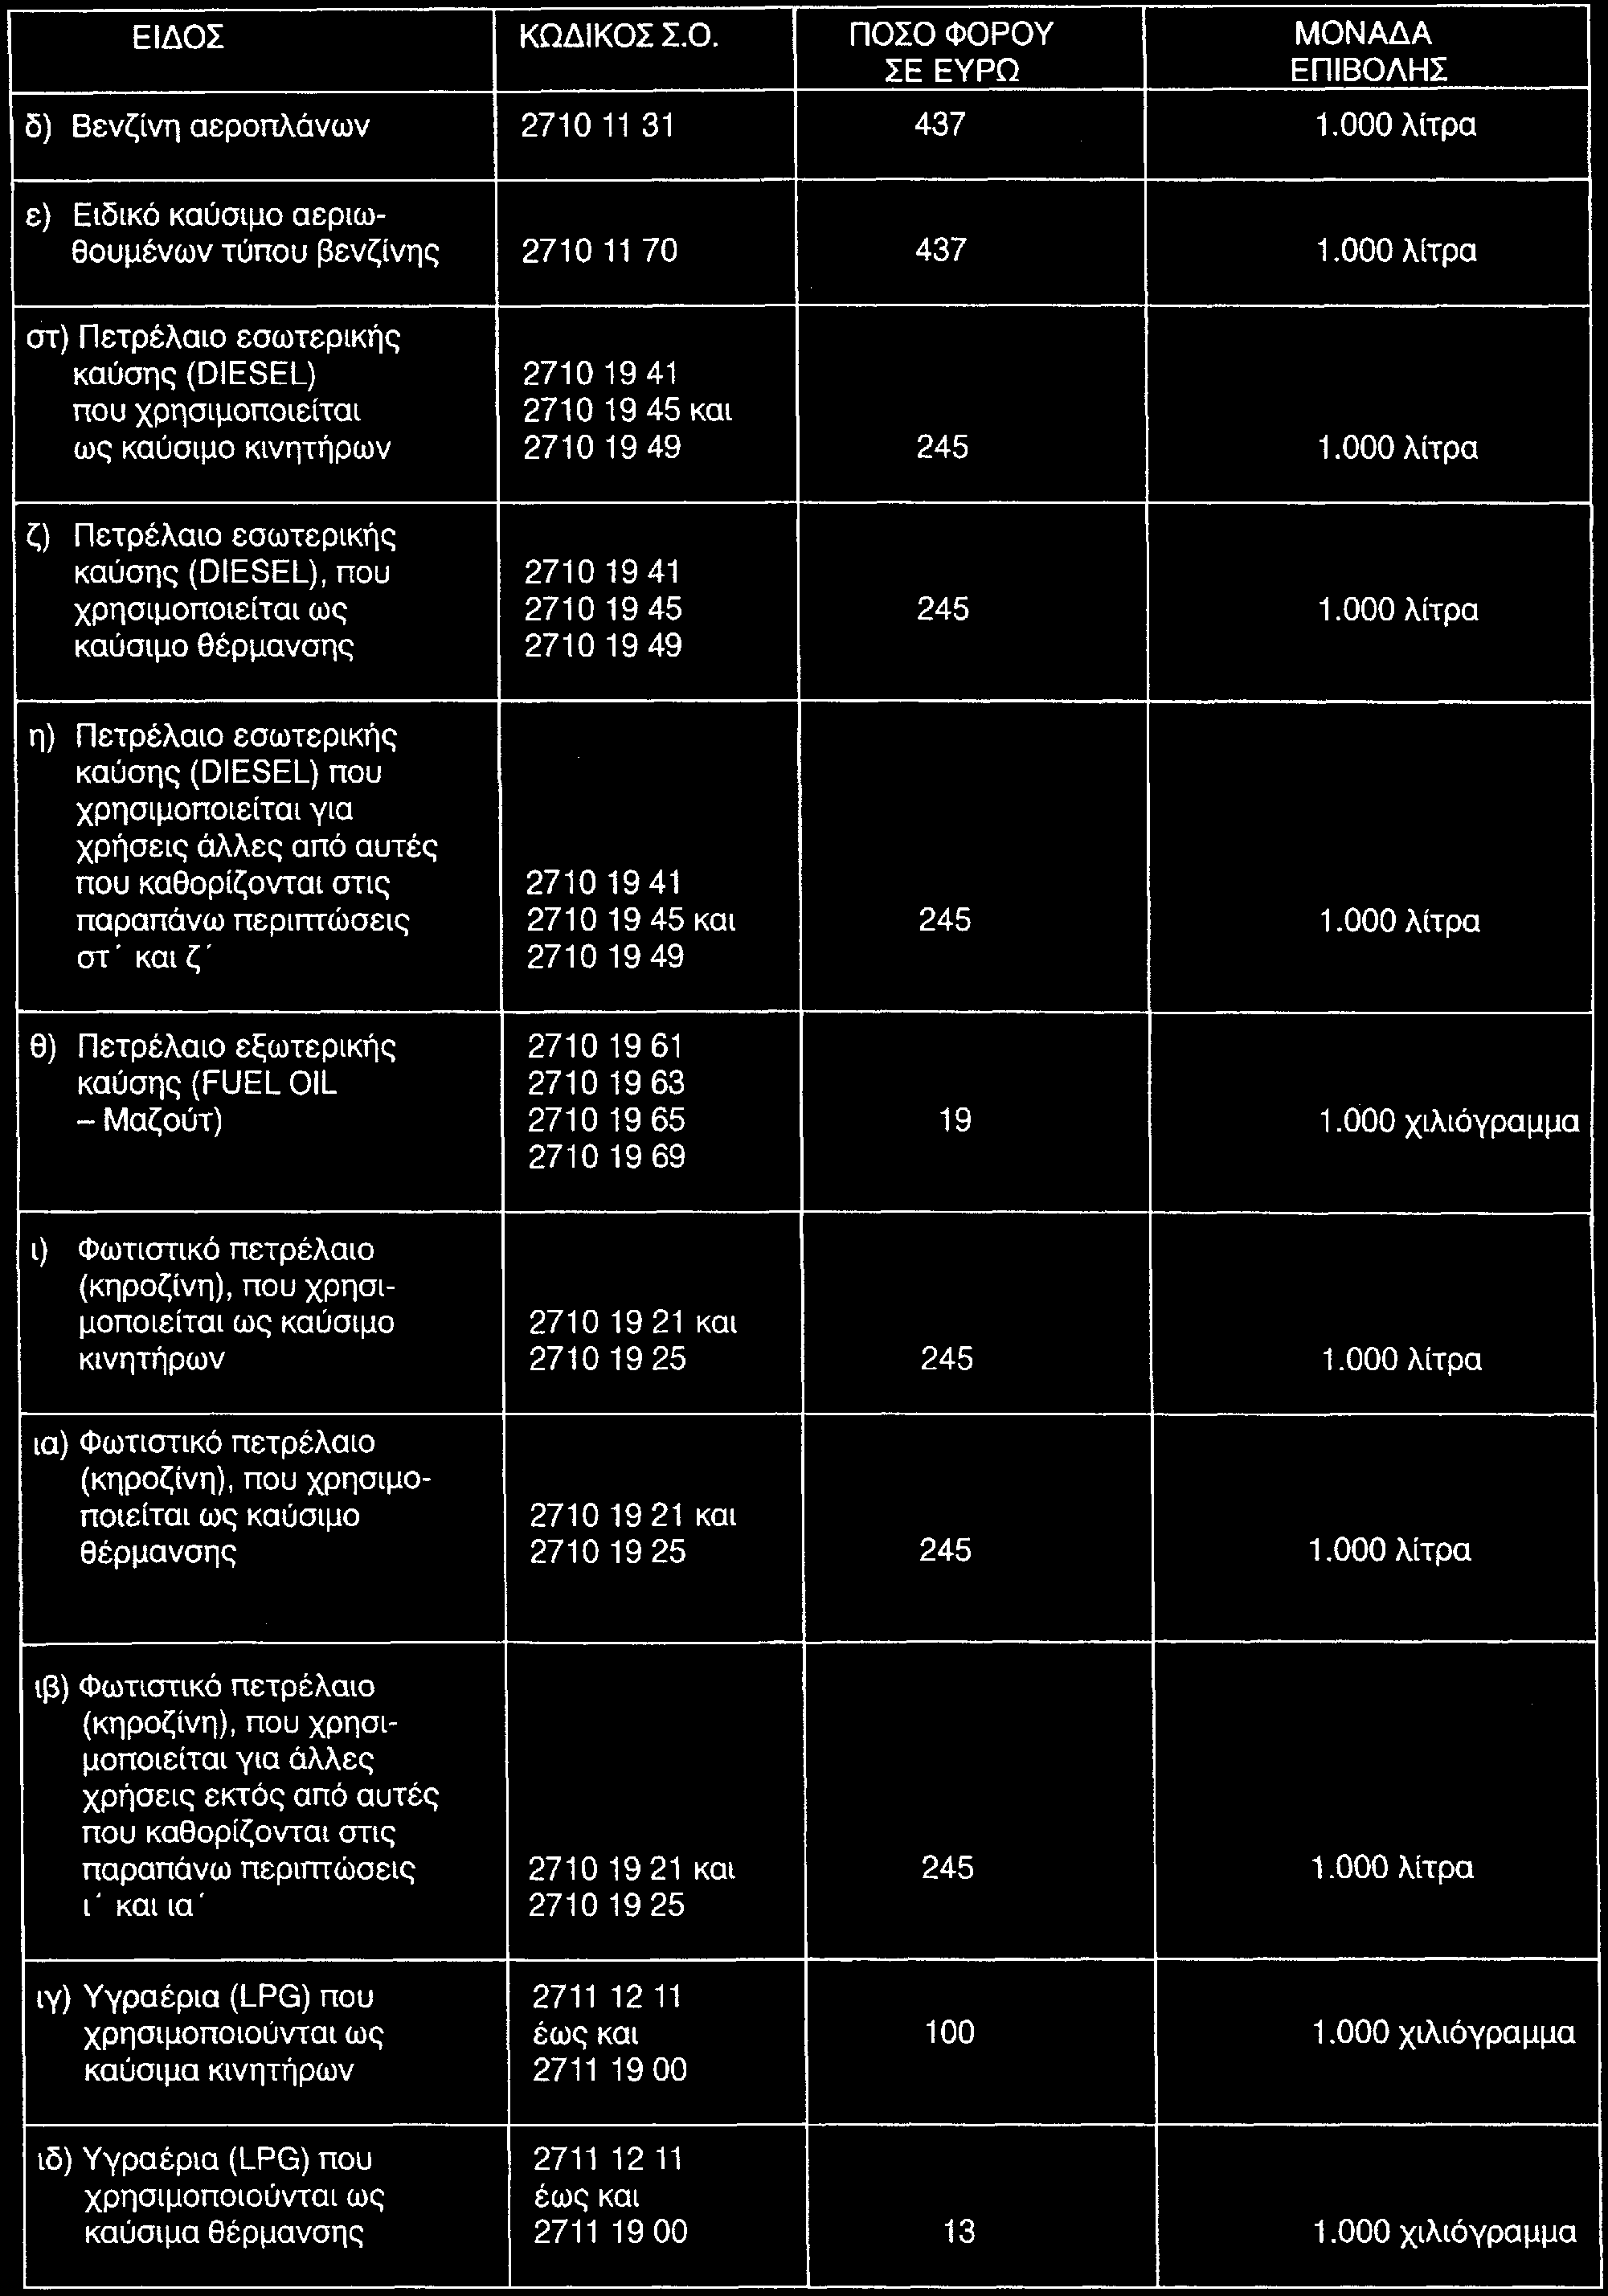 ΕΙΔΟΣ ΚΩΔΙΚΟΣ Σ.Ο. ΠΟΣΟ ΦΟΡΟΥ ΜΟΝΑΔΑ
ΣΕ ΕΥΡΩ ΕΠΙΒΟΛΗΣ
δ) Βενζίνη αεροπλάνων 2710 11 31 437 1.000 λίτρα
ε) Ειδικό καύσιμο αεριω-
θουμένων τύπου βενζίνης 2710 11 70 437 1.000 λίτρα
στ) Πετρέλαιο εσωτερικής
καύσης (DIESEL) 2710 19 41
που χρησιμοποιείται 2710 19 45 και
ως καύσιμο κινητήρων 2710 19 49 245 1.000 λίτρα
ζ) Πετρέλαιο εσωτερικής
καύσης (DIESEL), που 2710 19 41
χρησιμοποιείται ως 2710 19 45 245 1.000 λίτρα
καύσιμο θέρμανσης 2710 19 49
η) Πετρέλαιο εσωτερικής
καύσης (DIESEL) που
χρησιμοποιείται για
χρήσεις άλλες από αυτές
που καθορίζονται στις 2710 19 41
παραπάνω περιπτώσεις 2710 19 45 και 245 1.000 λίτρα
στ΄ και ζ΄ 2710 19 49
θ) Πετρέλαιο εξωτερικής 2710 19 61
καύσης (FUEL OIL 2710 19 63
– Μαζούτ) 2710 19 65 19 1.000 χιλιόγραμμα
2710 19 69
ι) Φωτιστικό πετρέλαιο
(κηροζίνη), που χρησι-
μοποιείται ως καύσιμο 2710 19 21 και
κινητήρων 2710 19 25 245 1.000 λίτρα
ια) Φωτιστικό πετρέλαιο
(κηροζίνη), που χρησιμο-
ποιείται ως καύσιμο 2710 19 21 και
θέρμανσης 2710 19 25 245 1.000 λίτρα
ιβ) Φωτιστικό πετρέλαιο
(κηροζίνη), που χρησι-
μοποιείται για άλλες
χρήσεις εκτός από αυτές
που καθορίζονται στις
παραπάνω περιπτώσεις 2710 19 21 και 245 1.000 λίτρα
ι΄ και ια΄ 2710 19 25
ιγ) Υγραέρια (LPG) που 2711 12 11
χρησιμοποιούνται ως έως και 100 1.000 χιλιόγραμμα
καύσιμα κινητήρων 2711 19 00
ιδ) Υγραέρια (LPG) που 2711 12 11
χρησιμοποιούνται ως έως και
καύσιμα θέρμανσης 2711 19 00 13 1.000 χιλιόγραμμα